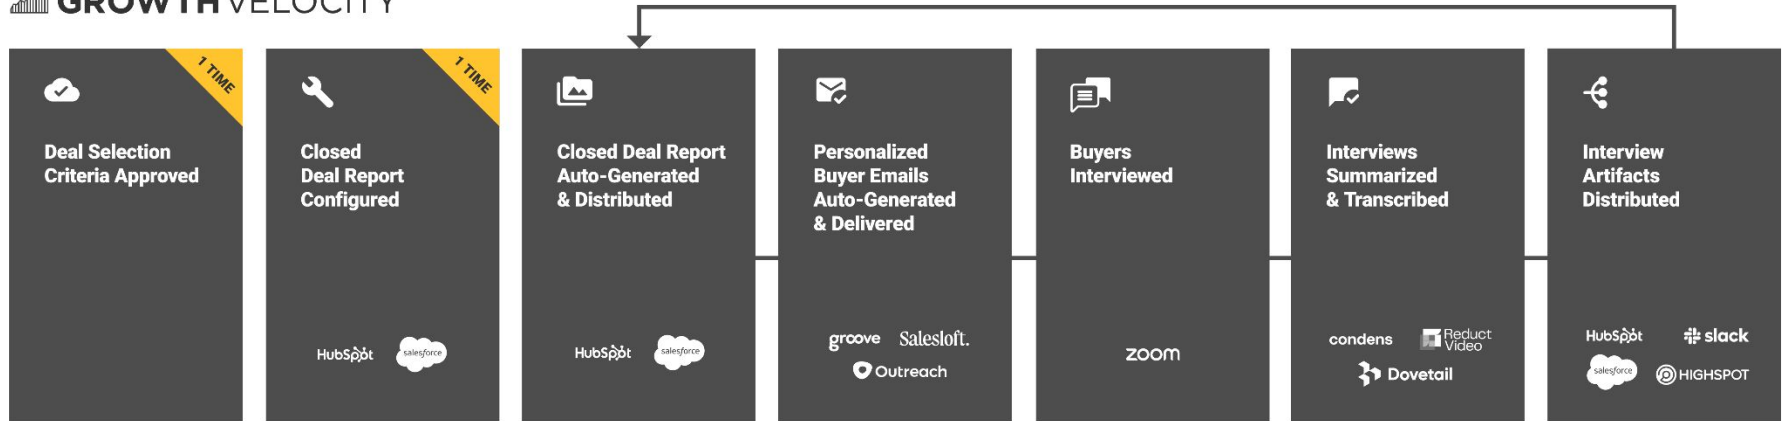 GROWTH VELOCITY
1 TIME
Deal Selection
Criteria Approved
1 TIME
Closed
Deal Report
Configured
HubSpot
salesforce
Closed Deal Report
Auto-Generated
& Distributed
HubSpot
salesforce
Personalized
Buyer Emails
Auto-Generated
& Delivered
groove
Salesloft.
Outreach
Buyers
Interviewed
zoom
Interviews
Summarized
& Transcribed
condens
Reduct
Video
Dovetail
Interview
Artifacts
Distributed
HubSpot
slack
salesforce
HIGHSPOT